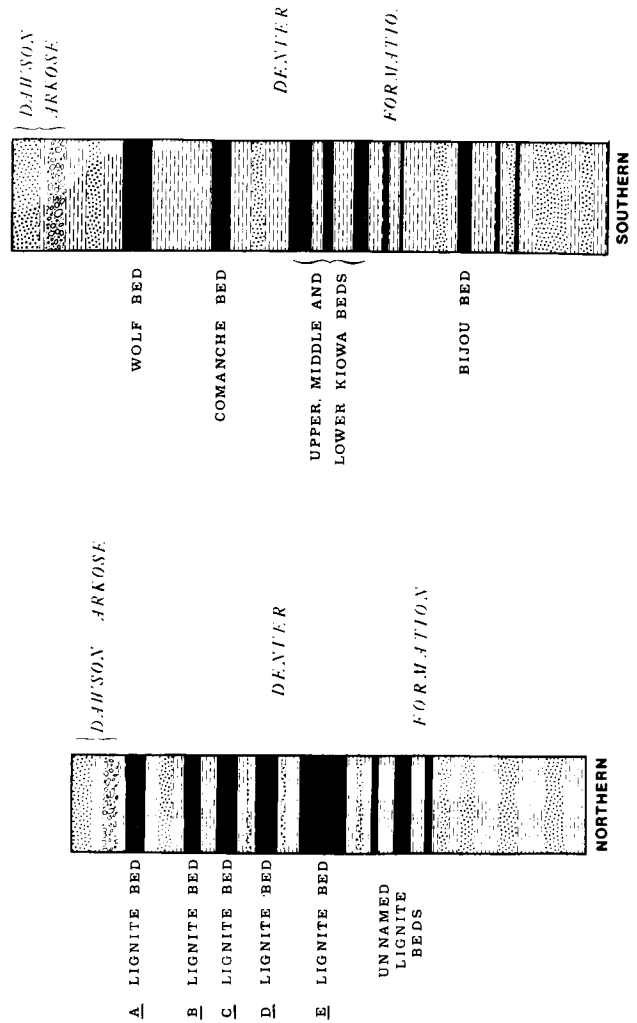 A LIGNITE BED
B LIGNITE BED
C LIGNITE BED
D LIGNITE BED
E LIGNITE BED
UNNAMED
LIGNITE
BEDS
NORTHERN
DAWSON ARKOSE
DENVER
FORMATION
WOLF BED
COMANCHE BED
UPPER, MIDDLE AND
LOWER KIOWA BEDS
BIJOU BED
SOUTHERN
DAWSON
ARKOSE
DENVER
FORMATIO